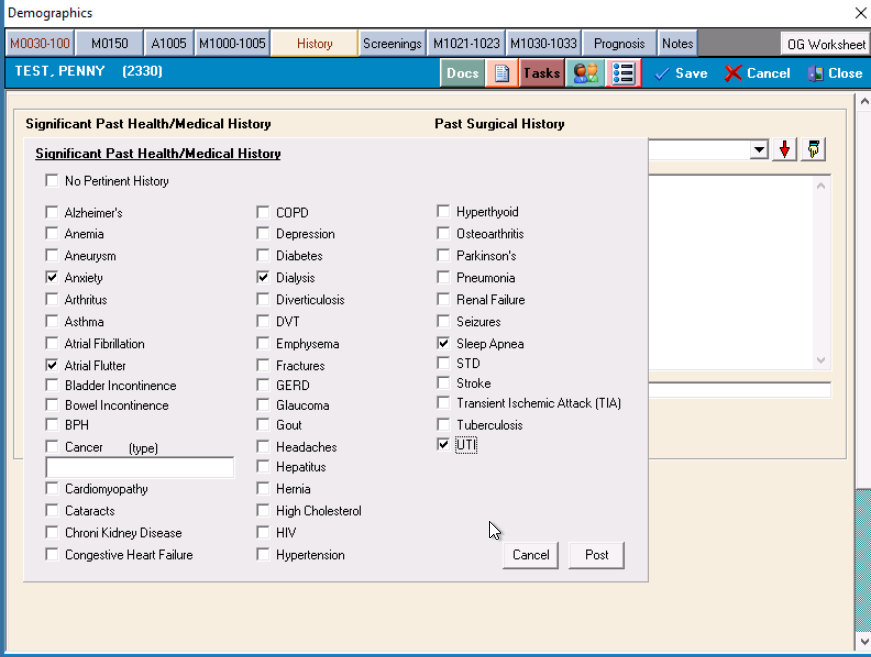 Demographics
M0030-100 M0150 A1005 M1000-1005 History Screenings M1021-1023 M1030-1033 Prognosis Notes OG Worksheet
TEST, PENNY (2330) Docs Tasks Save Cancel Close
Significant Past Health/Medical History Past Surgical History
Significant Past Health/Medical History
No Pertinent History
Alzheimer's COPD Hyperthyoid
Anemia Depression Osteoarthritis
Aneurysm Diabetes Parkinson's
Anxiety Dialysis Pneumonia
Arthritus Diverticulosis Renal Failure
Asthma DVT Seizures
Atrial Fibrillation Emphysema Sleep Apnea
Atrial Flutter Fractures STD
Bladder Incontinence GERD Stroke
Bowel Incontinence Glaucoma Transient Ischemic Attack (TIA)
BPH Gout Tuberculosis
Cancer (type) Headaches UTI
Hepatitus
Cardiomyopathy Hernia
Cataracts High Cholesterol
Chroni Kidney Disease HIV
Congestive Heart Failure Hypertension Cancel Post